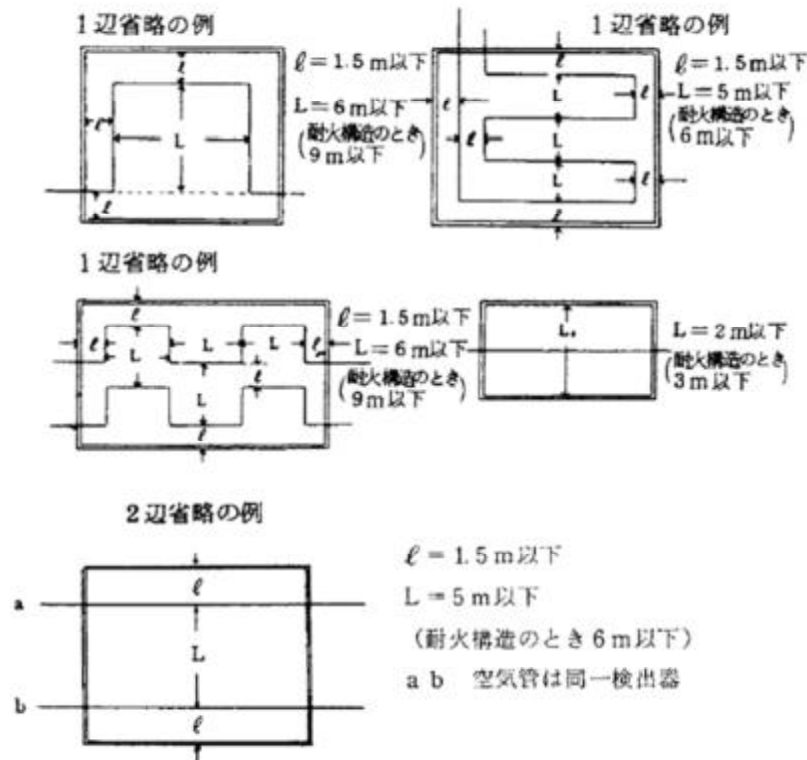 1辺省略の例
ℓ
ℓ
L
ℓ
ℓ=1.5m以下
L=6m以下
(耐火構造のとき
9m以下)
1辺省略の例
ℓ
L
ℓ
ℓ
ℓ
L
L
ℓ
ℓ
ℓ=1.5m以下
L=5m以下
(耐火構造のとき
6m以下)
1辺省略の例
ℓ
ℓ
L
L
L
ℓ
ℓ
L
ℓ
ℓ=1.5m以下
L=6m以下
(耐火構造のとき
9m以下)
L
L=2m以下
(耐火構造のとき
3m以下)
2辺省略の例
a
ℓ
L
b
ℓ
ℓ=1.5m以下
L=5m以下
(耐火構造のとき6m以下)
a b 空気管は同一検出器